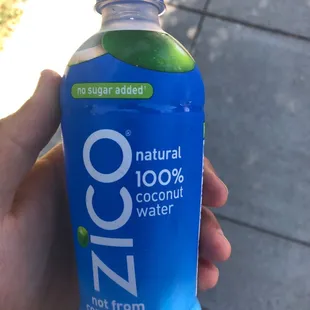 no sugar added†
ZICO®
natural
100%
coconut
water
not from